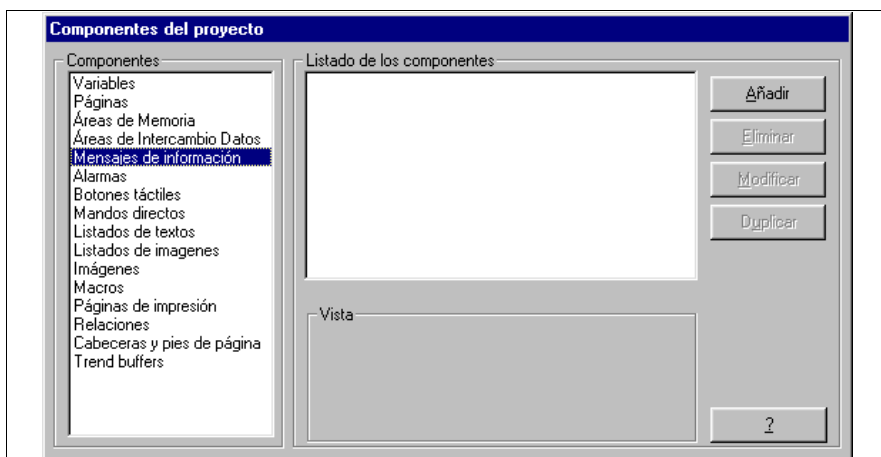 Componentes del proyecto
Componentes
Variables
Páginas
Áreas de Memoria
Áreas de Intercambio Datos
Mensajes de información
Alarmas
Botones táctiles
Mandos directos
Listados de textos
Listados de imagenes
Imágenes
Macros
Páginas de impresión
Relaciones
Cabeceras y pies de página
Trend buffers
Listado de los componentes
Añadir
Eliminar
Modificar
Duplicar
Vista
?